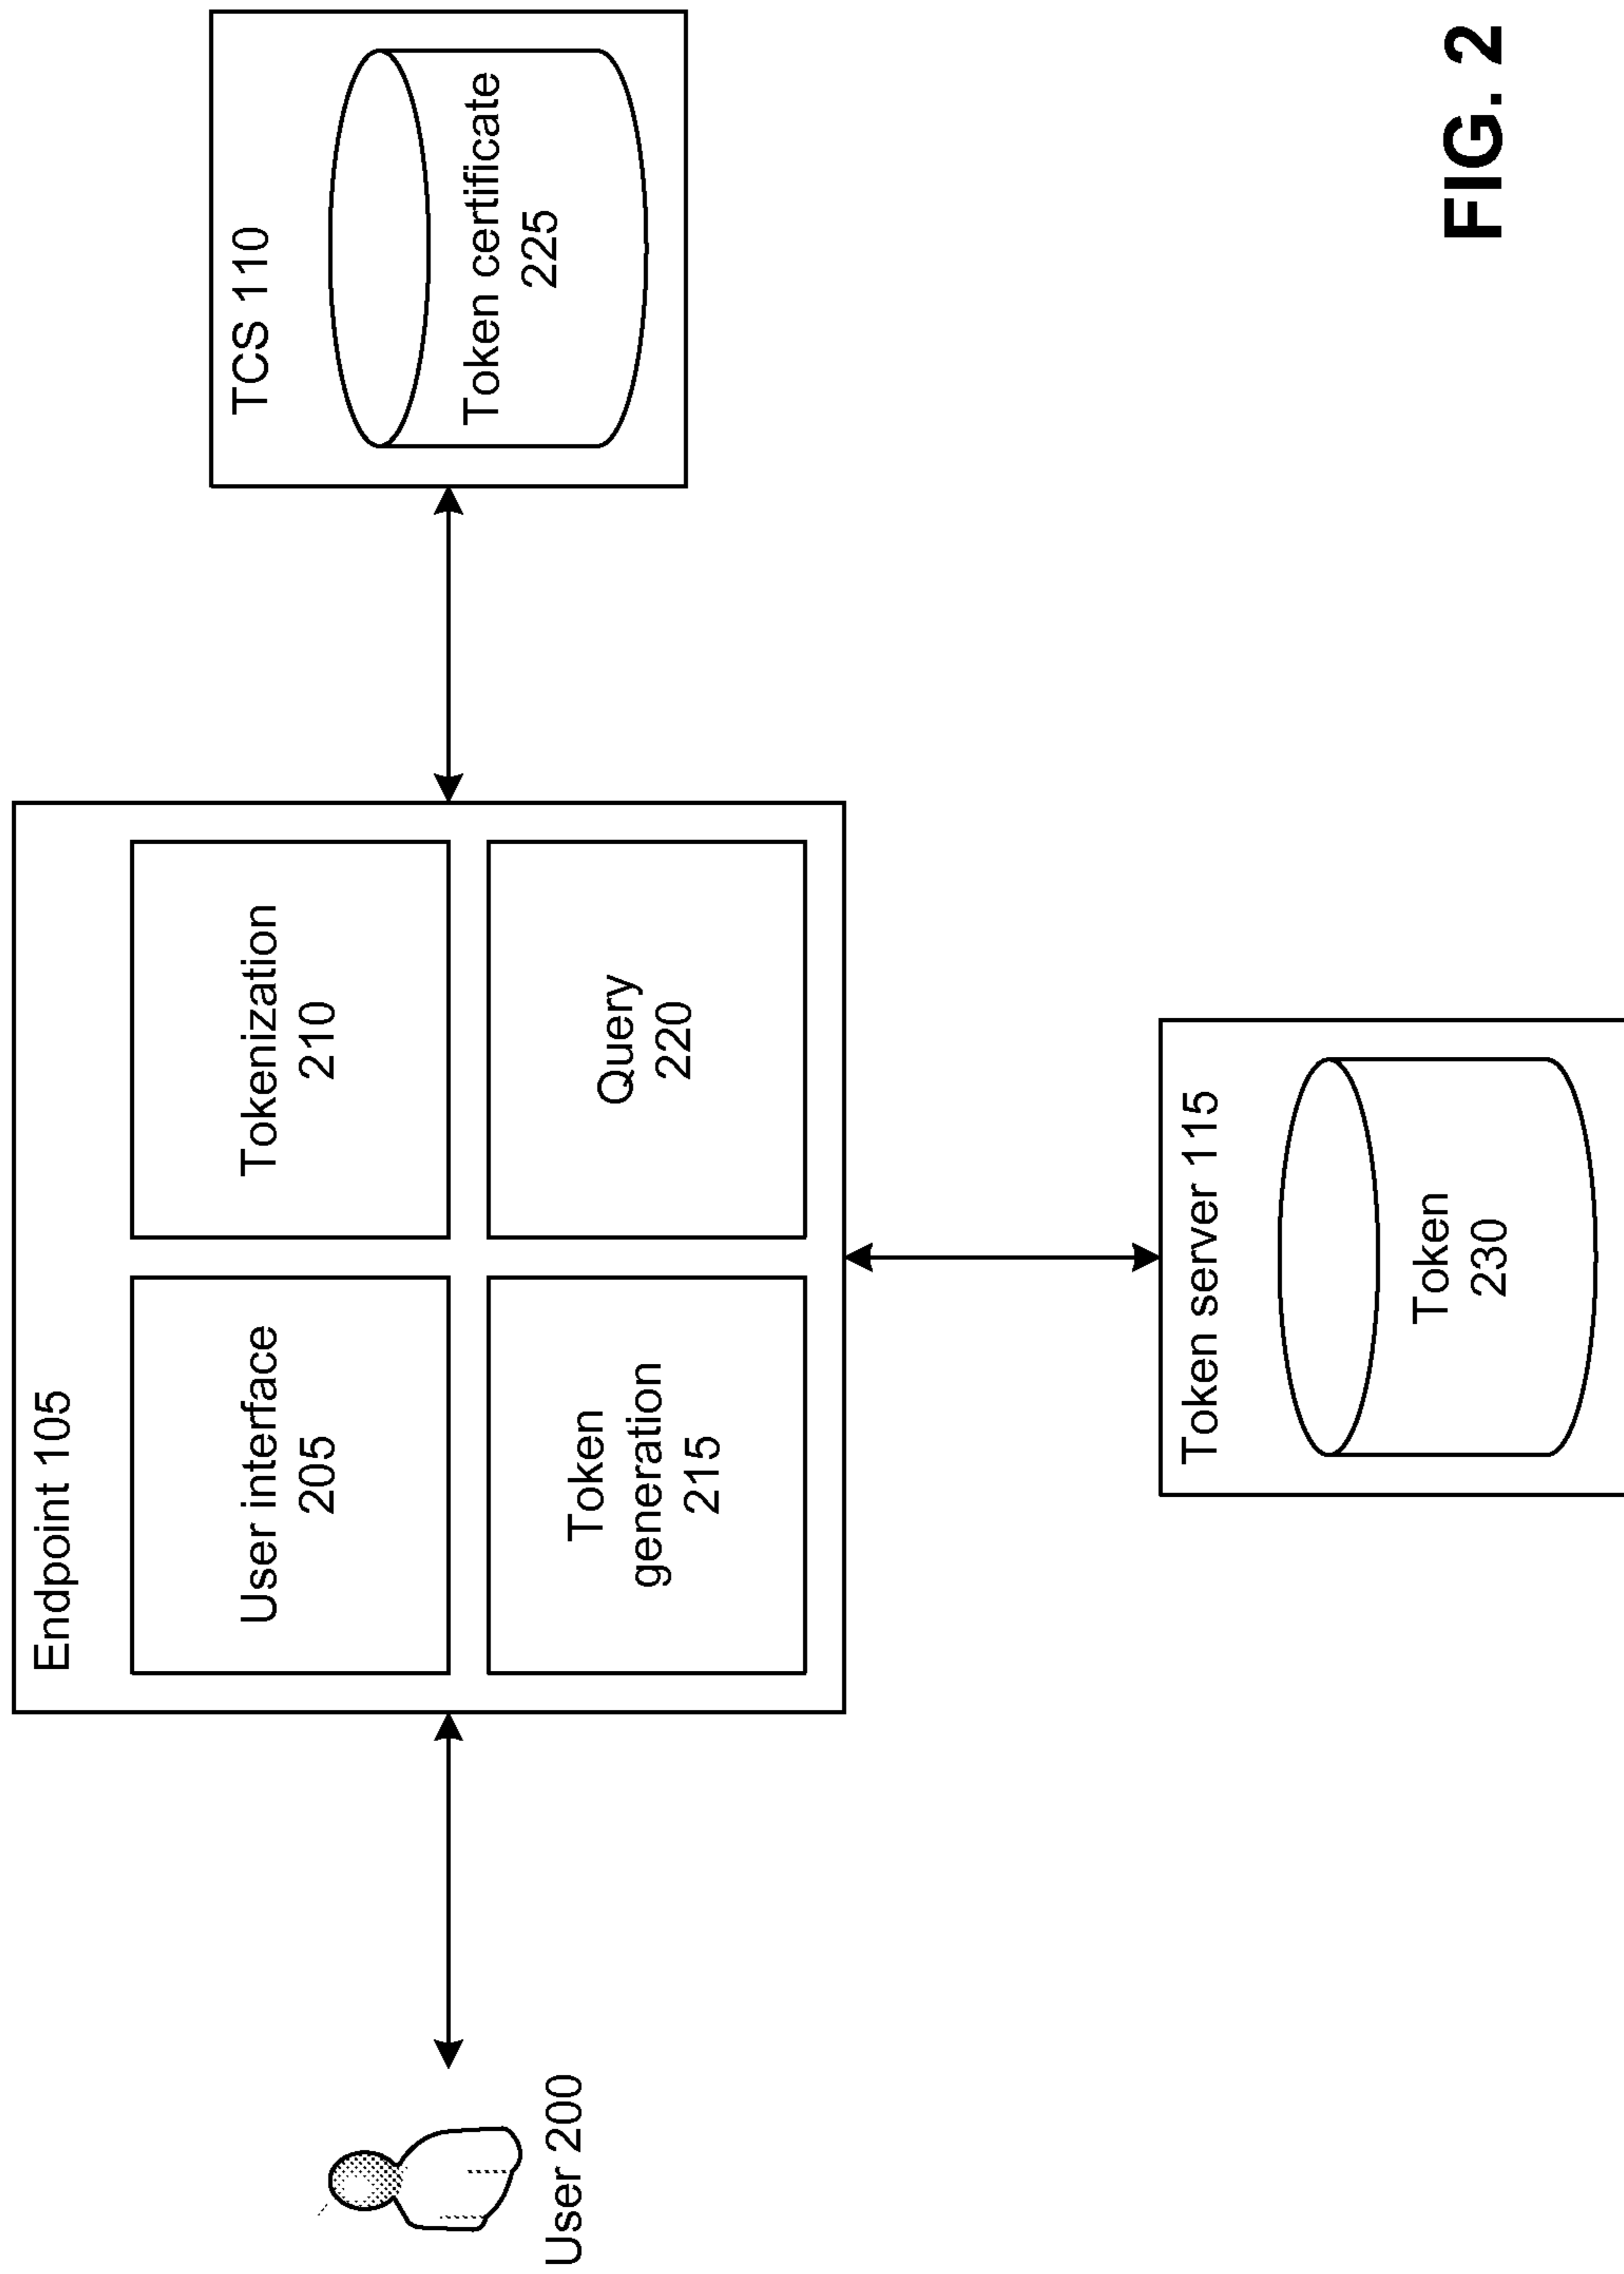 Endpoint 105
User interface
205
Tokenization
210
Token
generation
215
Query
220
TCS 110
Token certificate
225
User 200
Token server 115
Token
230
FIG. 2